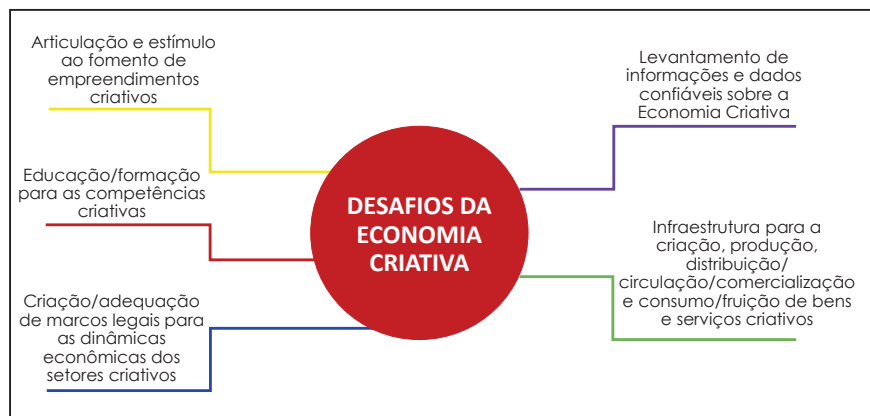 Articulação e estímulo
ao fomento de
empreendimentos
criativos
Educação/formação
para as competências
criativas
Criação/adequação
de marcos legais para
as dinâmicas
econômicas dos
setores criativos
DESAFIOS DA
ECONOMIA
CRIATIVA
Levantamento de
informações e dados
confiáveis sobre a
Economia Criativa
Infraestrutura para a
criação, produção,
distribuição/
circulação/comercialização
e consumo/fruição de bens
e serviços criativos